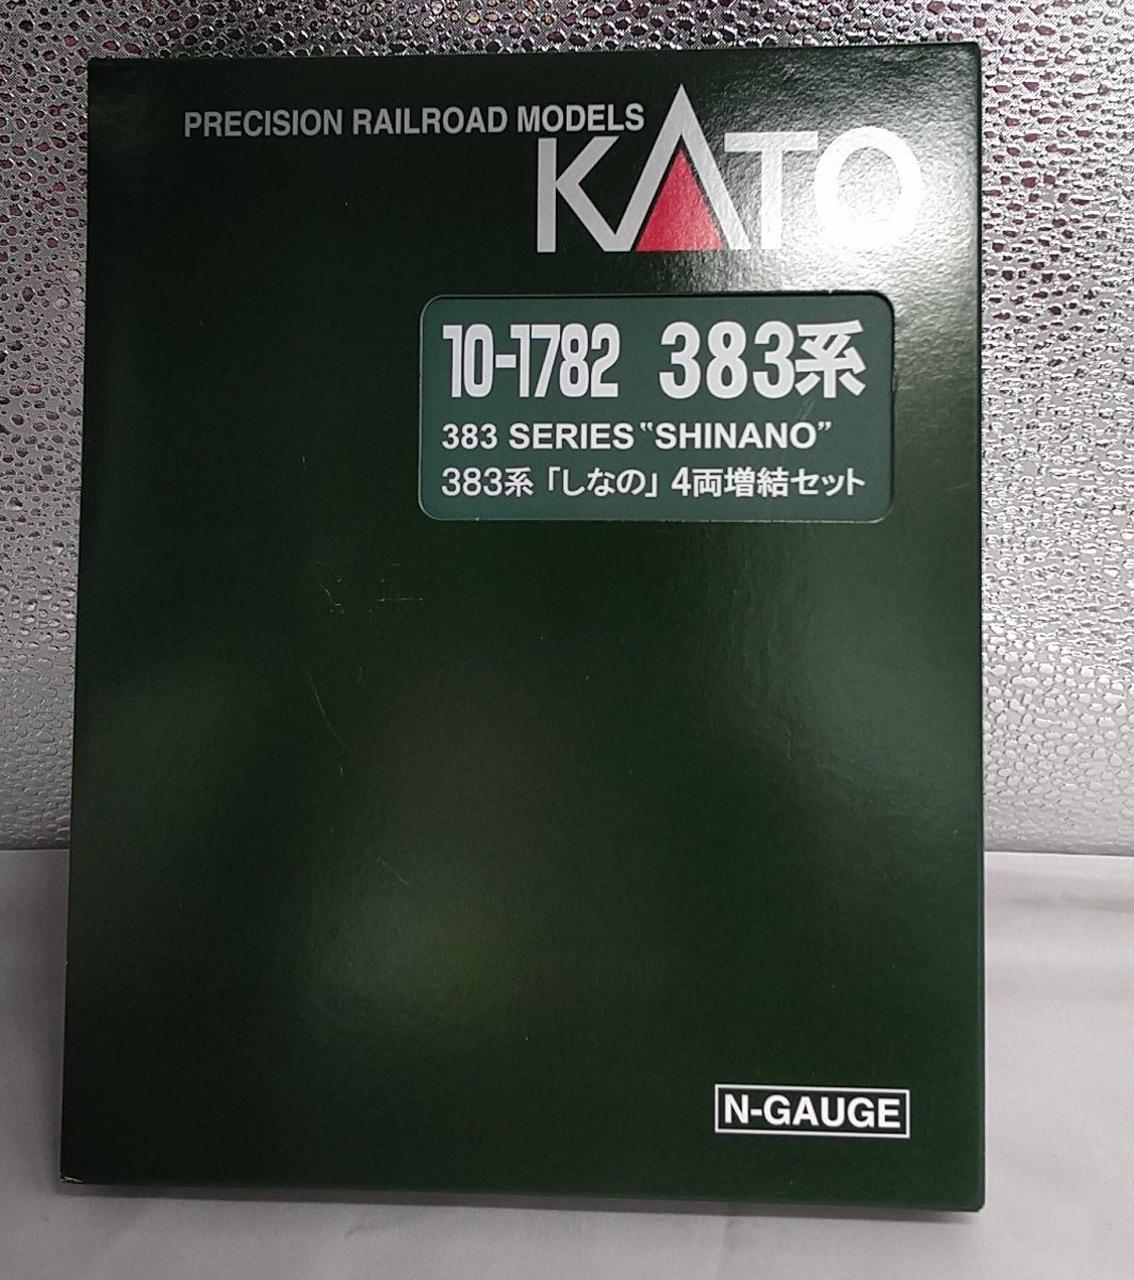 PRECISION RAILROAD MODELS
KATO
10-1782 383系
383 SERIES “SHINANO”
383系「しなの」4両増結セット
N-GAUGE